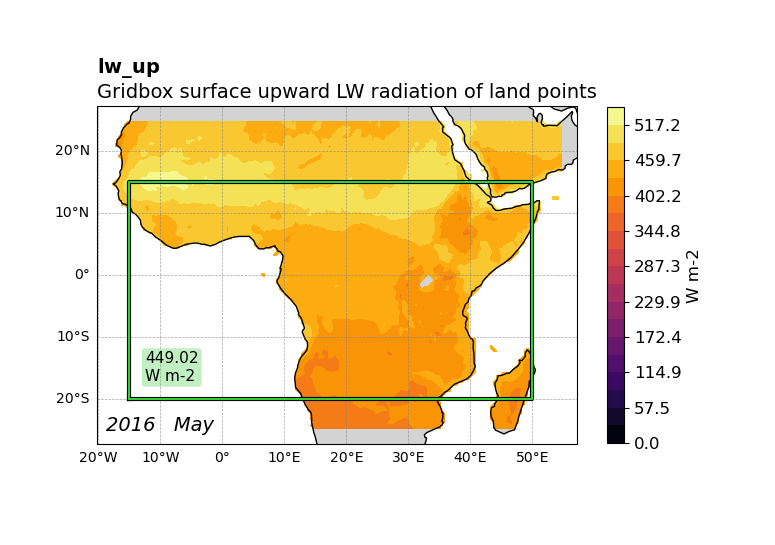 lw_up
Gridbox surface upward LW radiation of land points
20°N
10°N
0°
10°S
20°S
449.02
W m-2
2016   May
20°W
10°W
0°
10°E
20°E
30°E
40°E
50°E
517.2
459.7
402.2
344.8
287.3
229.9
172.4
114.9
57.5
0.0
W m-2